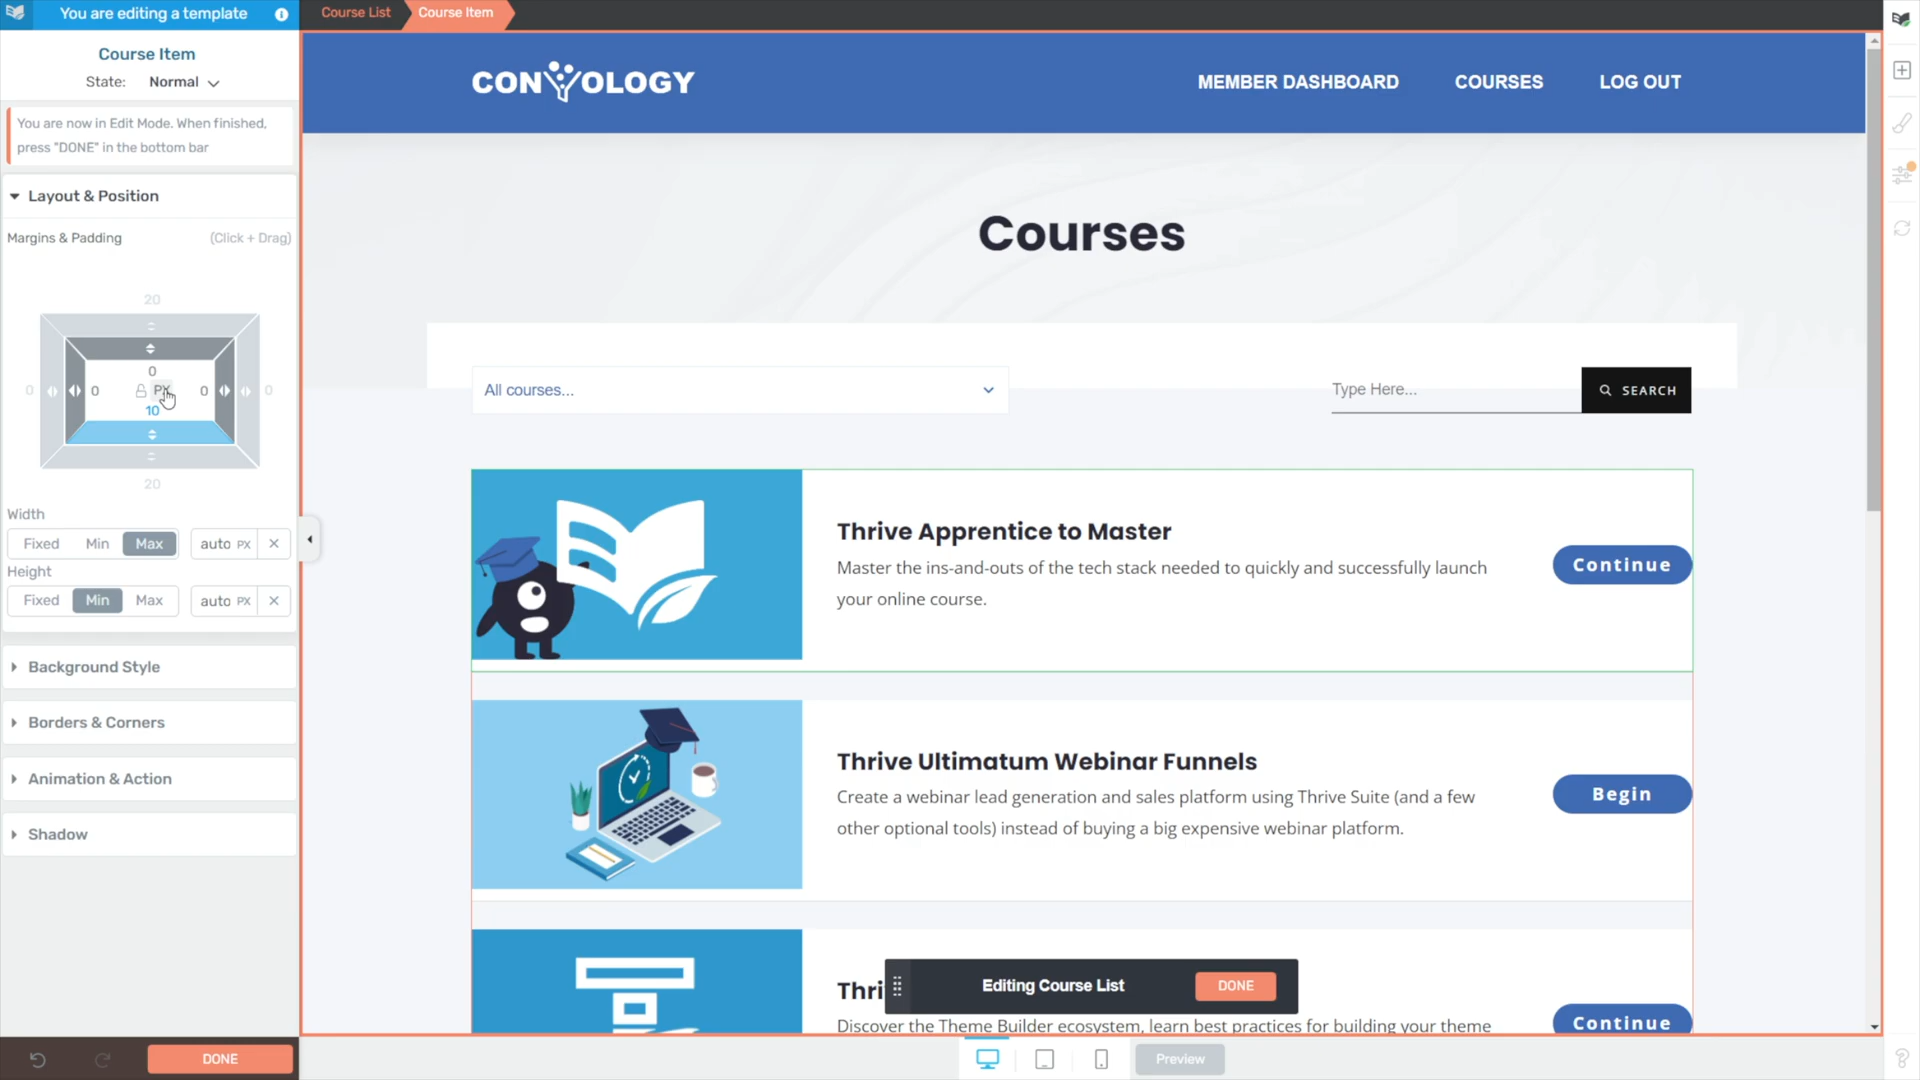 You are editing a template
Course List
Course Item
Course Item
State: Normal
You are now in Edit Mode. When finished,
press "DONE" in the bottom bar
Layout & Position
Margins & Padding (Click + Drag)
20
0
0 0 PX 0 0
10
20
Width
Fixed Min Max auto PX
Height
Fixed Min Max auto PX
Background Style
Borders & Corners
Animation & Action
Shadow
DONE
CONVOLOGY
MEMBER DASHBOARD COURSES LOG OUT
Courses
All courses...
Type Here...
SEARCH
Thrive Apprentice to Master
Master the ins-and-outs of the tech stack needed to quickly and successfully launch
your online course.
Continue
Thrive Ultimatum Webinar Funnels
Create a webinar lead generation and sales platform using Thrive Suite (and a few
other optional tools) instead of buying a big expensive webinar platform.
Begin
Thri
Editing Course List
DONE
Discover the Theme Builder ecosystem, learn best practices for building your theme
Continue
Preview